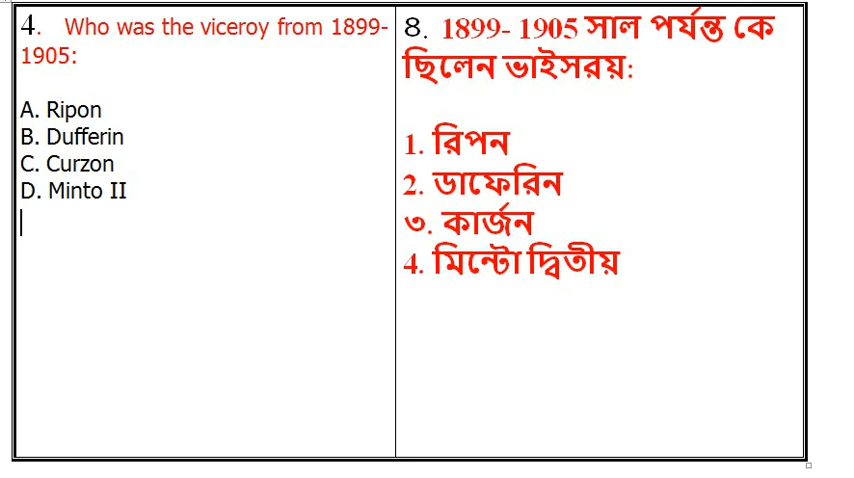 4. Who was the viceroy from 1899-
1905:
A. Ripon
B. Dufferin
C. Curzon
D. Minto II
৪. 1899- 1905 সাল পর্যন্ত কে
ছিলেন ভাইসরয়:
1. রিপন
2. ডাফেরিন
৩. কার্জন
4. মিন্টো দ্বিতীয়